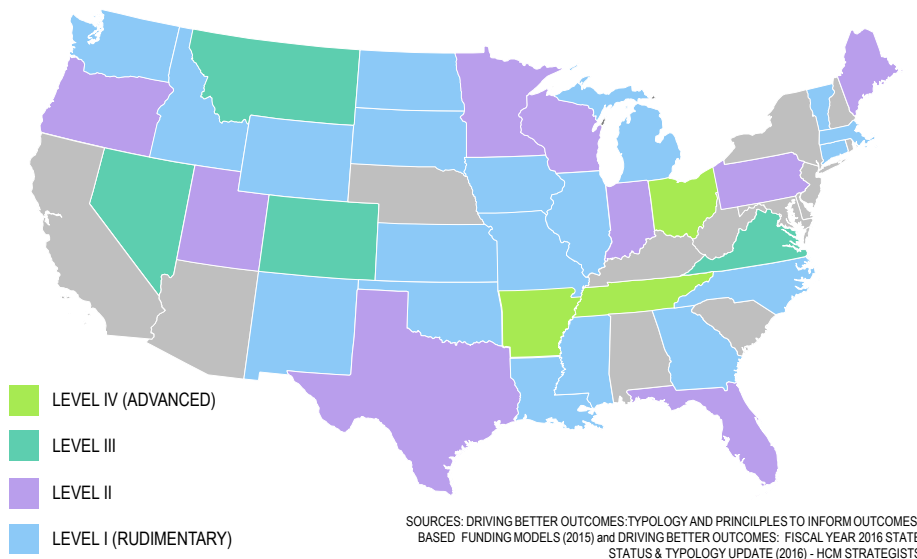 LEVEL IV (ADVANCED)
LEVEL III
LEVEL II
LEVEL I (RUDIMENTARY)
SOURCES: DRIVING BETTER OUTCOMES:TYPOLOGY AND PRINCILPLES TO INFORM OUTCOMES
BASED FUNDING MODELS (2015) and DRIVING BETTER OUTCOMES: FISCAL YEAR 2016 STATE
STATUS & TYPOLOGY UPDATE (2016) - HCM STRATEGISTS